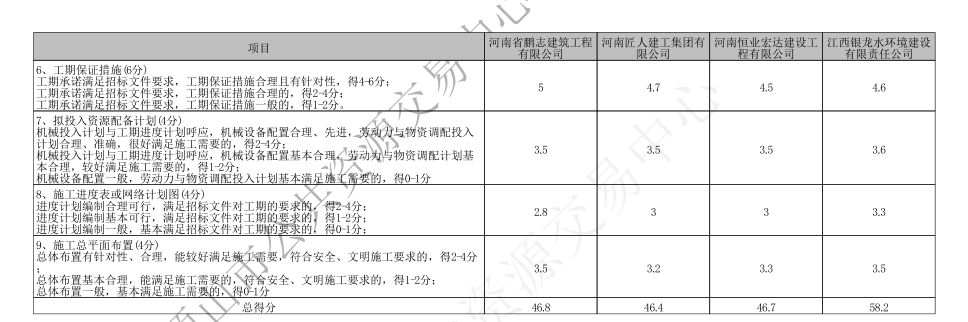 项目
河南省鹏志建筑工程有限公司
河南匠人建工集团有限公司
河南恒业宏达建设工程有限公司
江西银龙水环境建设有限责任公司
6、工期保证措施(6分)
工期承诺满足招标文件要求，工期保证措施合理且有针对性，得4-6分；
工期承诺满足招标文件要求，工期保证措施合理的，得2-4分；
工期承诺满足招标文件要求，工期保证措施一般的，得1-2分。
5
4.7
4.5
4.6
7、拟投入资源配备计划(4分)
机械投入计划与工期进度计划呼应，机械设备配置合理、先进，劳动力与物资调配投入
计划合理、准确，很好满足施工需要的，得2-4分；
机械投入计划与工期进度计划呼应，机械设备配置基本合理，劳动力与物资调配计划基
本合理，较好满足施工需要的，得1-2分；
机械设备配置一般，劳动力与物资调配投入计划基本满足施工需要的，得0-1分
3.5
3.5
3.5
3.6
8、施工进度表或网络计划图(4分)
进度计划编制合理可行，满足招标文件对工期的要求的，得2-4分；
进度计划编制基本可行，满足招标文件对工期的要求的，得1-2分；
进度计划编制一般，基本满足招标文件对工期的要求的，得0-1分；
2.8
3
3
3.3
9、施工总平面布置(4分)
总体布置有针对性、合理，能较好满足施工需要，符合安全、文明施工要求的，得2-4分
；
总体布置基本合理，能满足施工需要的，符合安全、文明施工要求的，得1-2分；
总体布置一般，基本满足施工需要的，得0-1分
3.5
3.2
3.3
3.5
总得分
46.8
46.4
46.7
58.2
山市公共资源交易中心
资源交易中心